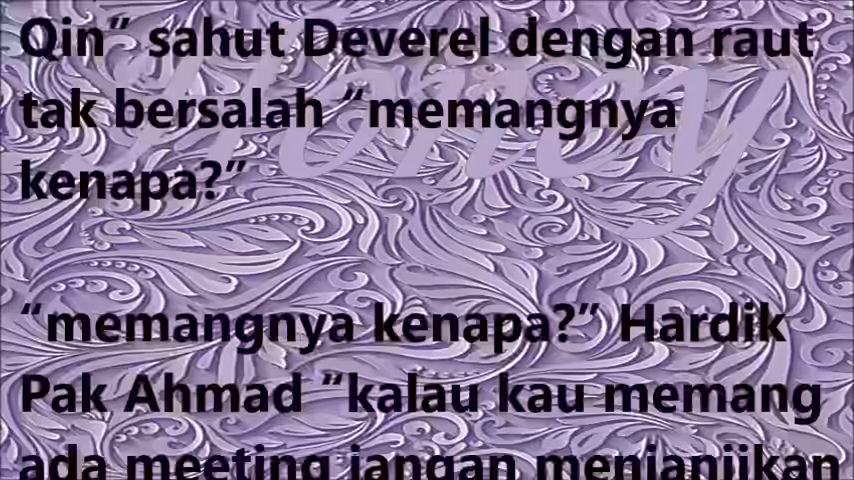 Honey
Qin” sahut Deverel dengan raut
tak bersalah “memangnya
kenapa?”
“memangnya kenapa?” Hardik
Pak Ahmad “kalau kau memang
ada meeting jangan menjanjikan